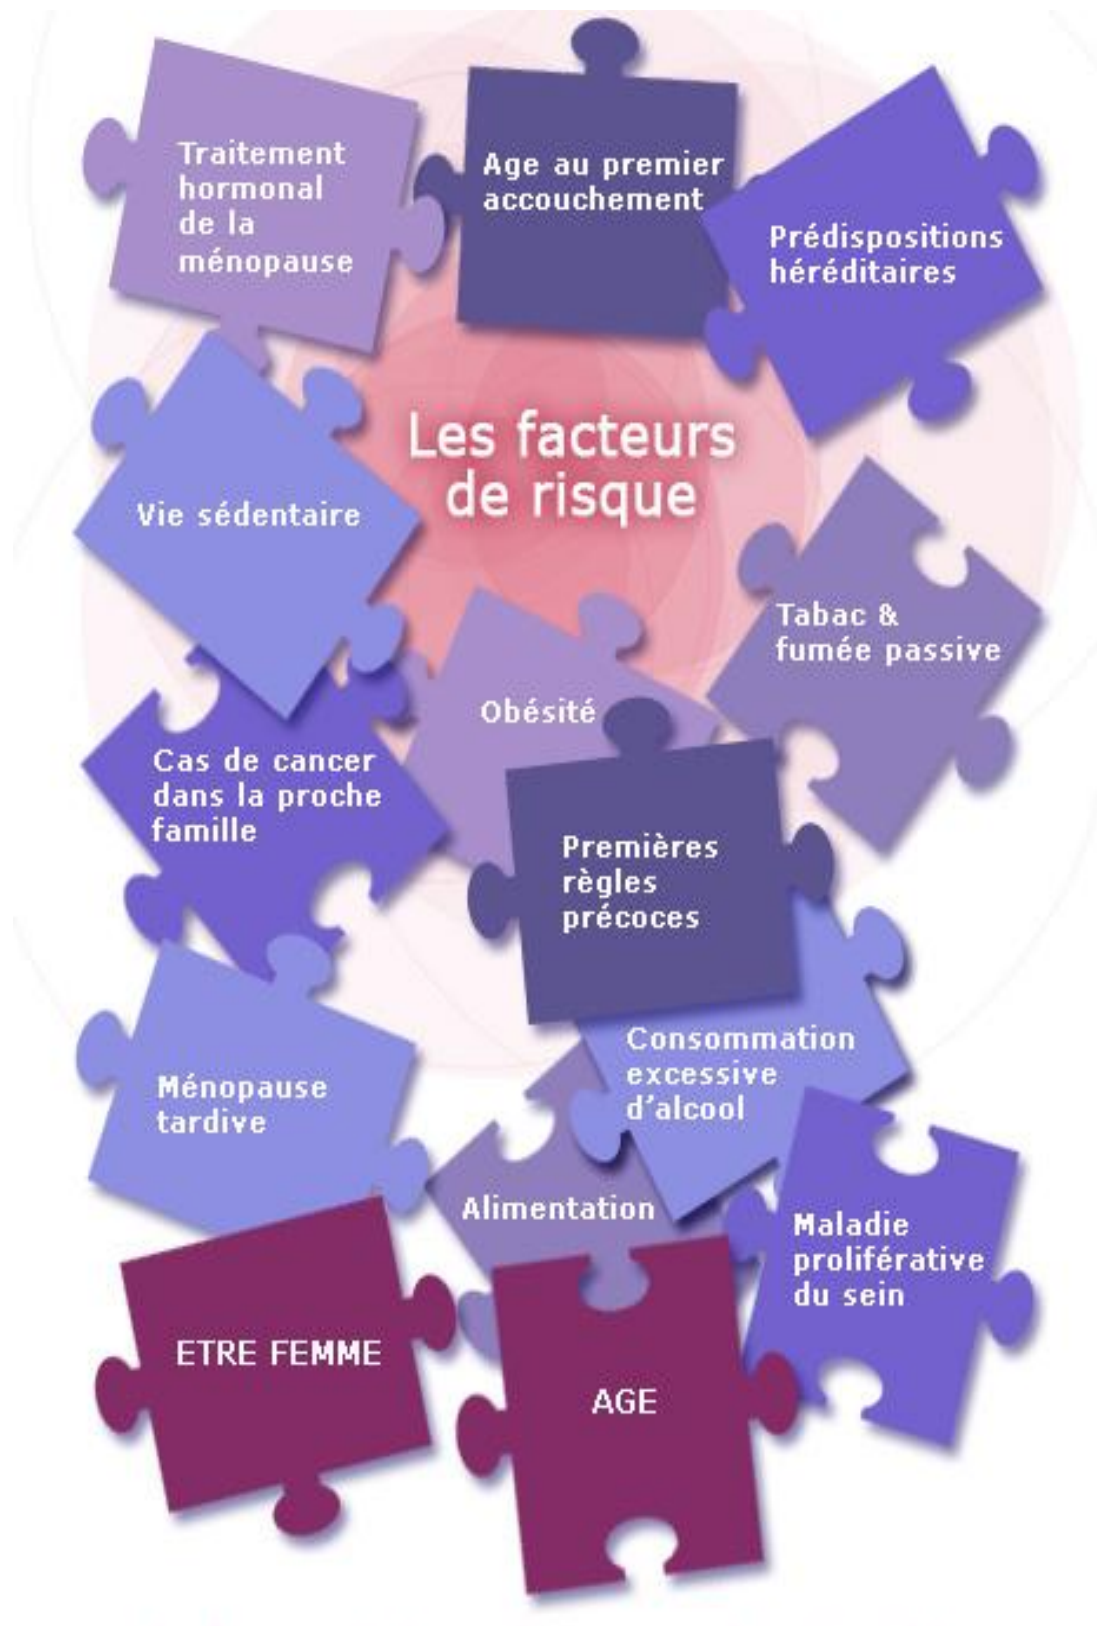 Traitement
hormonal
de la
ménopause
Age au premier
accouchement
Prédispositions
héréditaires
Les facteurs
de risque
Vie sédentaire
Tabac &
fumée passive
Obésité
Cas de cancer
dans la proche
famille
Premières
règles
précoces
Consommation
excessive
d'alcool
Ménopause
tardive
Alimentation
Maladie
proliférative
du sein
ETRE FEMME
AGE